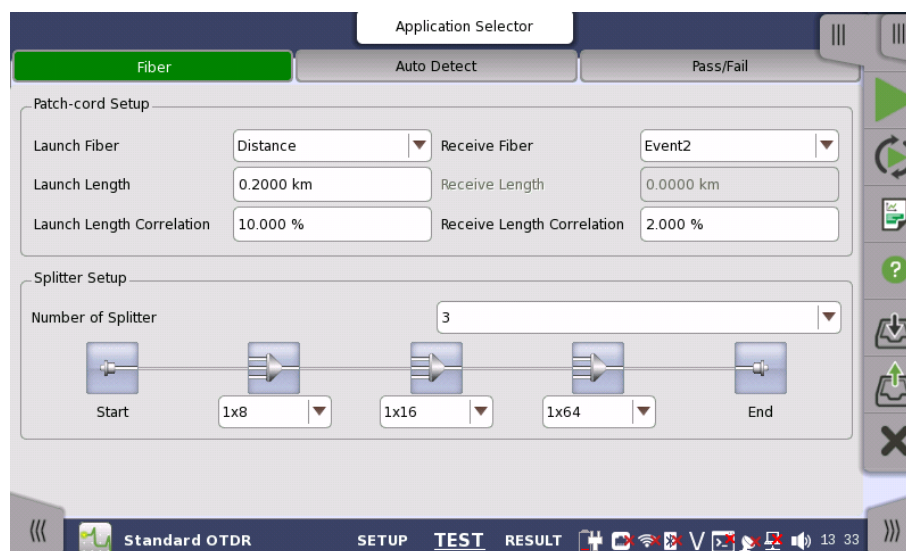 Application Selector
Fiber Auto Detect Pass/Fail
Patch-cord Setup
Launch Fiber Distance Receive Fiber Event2
Launch Length 0.2000 km Receive Length 0.0000 km
Launch Length Correlation 10.000 % Receive Length Correlation 2.000 %
Splitter Setup
Number of Splitter 3
Start 1x8 1x16 1x64 End
Standard OTDR SETUP TEST RESULT 13 33